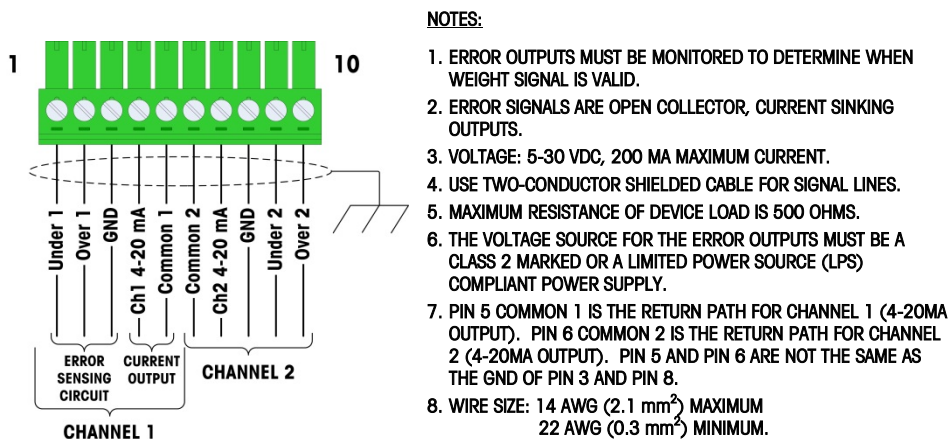 1
10
Under 1
Over 1
GND
Ch1 4-20 mA
Common 1
Common 2
Ch2 4-20 mA
GND
Under 2
Over 2
ERROR
SENSING
CIRCUIT
CURRENT
OUTPUT
CHANNEL 2
CHANNEL 1
NOTES:
1. ERROR OUTPUTS MUST BE MONITORED TO DETERMINE WHEN
WEIGHT SIGNAL IS VALID.
2. ERROR SIGNALS ARE OPEN COLLECTOR, CURRENT SINKING
OUTPUTS.
3. VOLTAGE: 5-30 VDC, 200 MA MAXIMUM CURRENT.
4. USE TWO-CONDUCTOR SHIELDED CABLE FOR SIGNAL LINES.
5. MAXIMUM RESISTANCE OF DEVICE LOAD IS 500 OHMS.
6. THE VOLTAGE SOURCE FOR THE ERROR OUTPUTS MUST BE A
CLASS 2 MARKED OR A LIMITED POWER SOURCE (LPS)
COMPLIANT POWER SUPPLY.
7. PIN 5 COMMON 1 IS THE RETURN PATH FOR CHANNEL 1 (4-20MA
OUTPUT). PIN 6 COMMON 2 IS THE RETURN PATH FOR CHANNEL
2 (4-20MA OUTPUT). PIN 5 AND PIN 6 ARE NOT THE SAME AS
THE GND OF PIN 3 AND PIN 8.
8. WIRE SIZE: 14 AWG (2.1 mm²) MAXIMUM
22 AWG (0.3 mm²) MINIMUM.